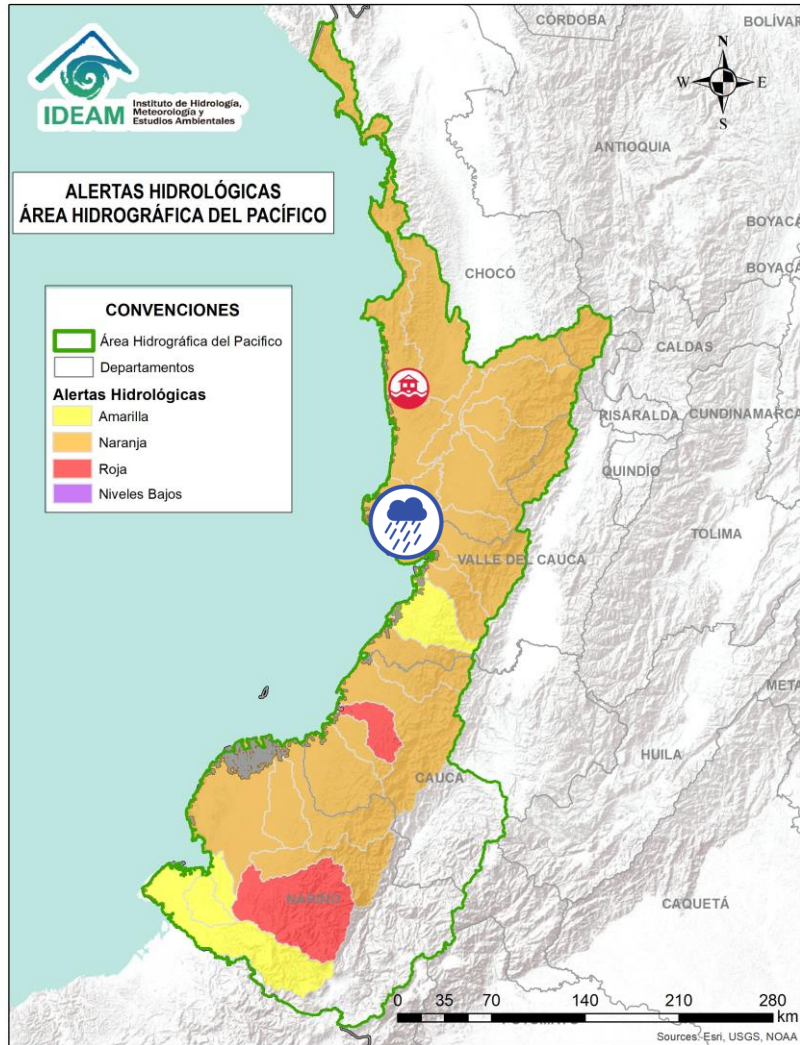 CÓRDOBA
BOLÍVAR
IDEAM
Instituto de Hidrología,
Meteorología y
Estudios Ambientales
N
W E
S
ANTIOQUIA
ALERTAS HIDROLÓGICAS
ÁREA HIDROGRÁFICA DEL PACÍFICO
BOYACÁ
BOYACÁ
CHOCÓ
CONVENCIONES
Área Hidrográfica del Pacifico
Departamentos
Alertas Hidrológicas
Amarilla
Naranja
Roja
Niveles Bajos
CALDAS
RISARALDA
CUNDINAMARCA
QUINDÍO
TOLIMA
VALLE DEL CAUCA
META
HUILA
CAUCA
NARIÑO
CAQUETÁ
0 35 70 140 210 280
km
Sources: Esri, USGS, NOAA